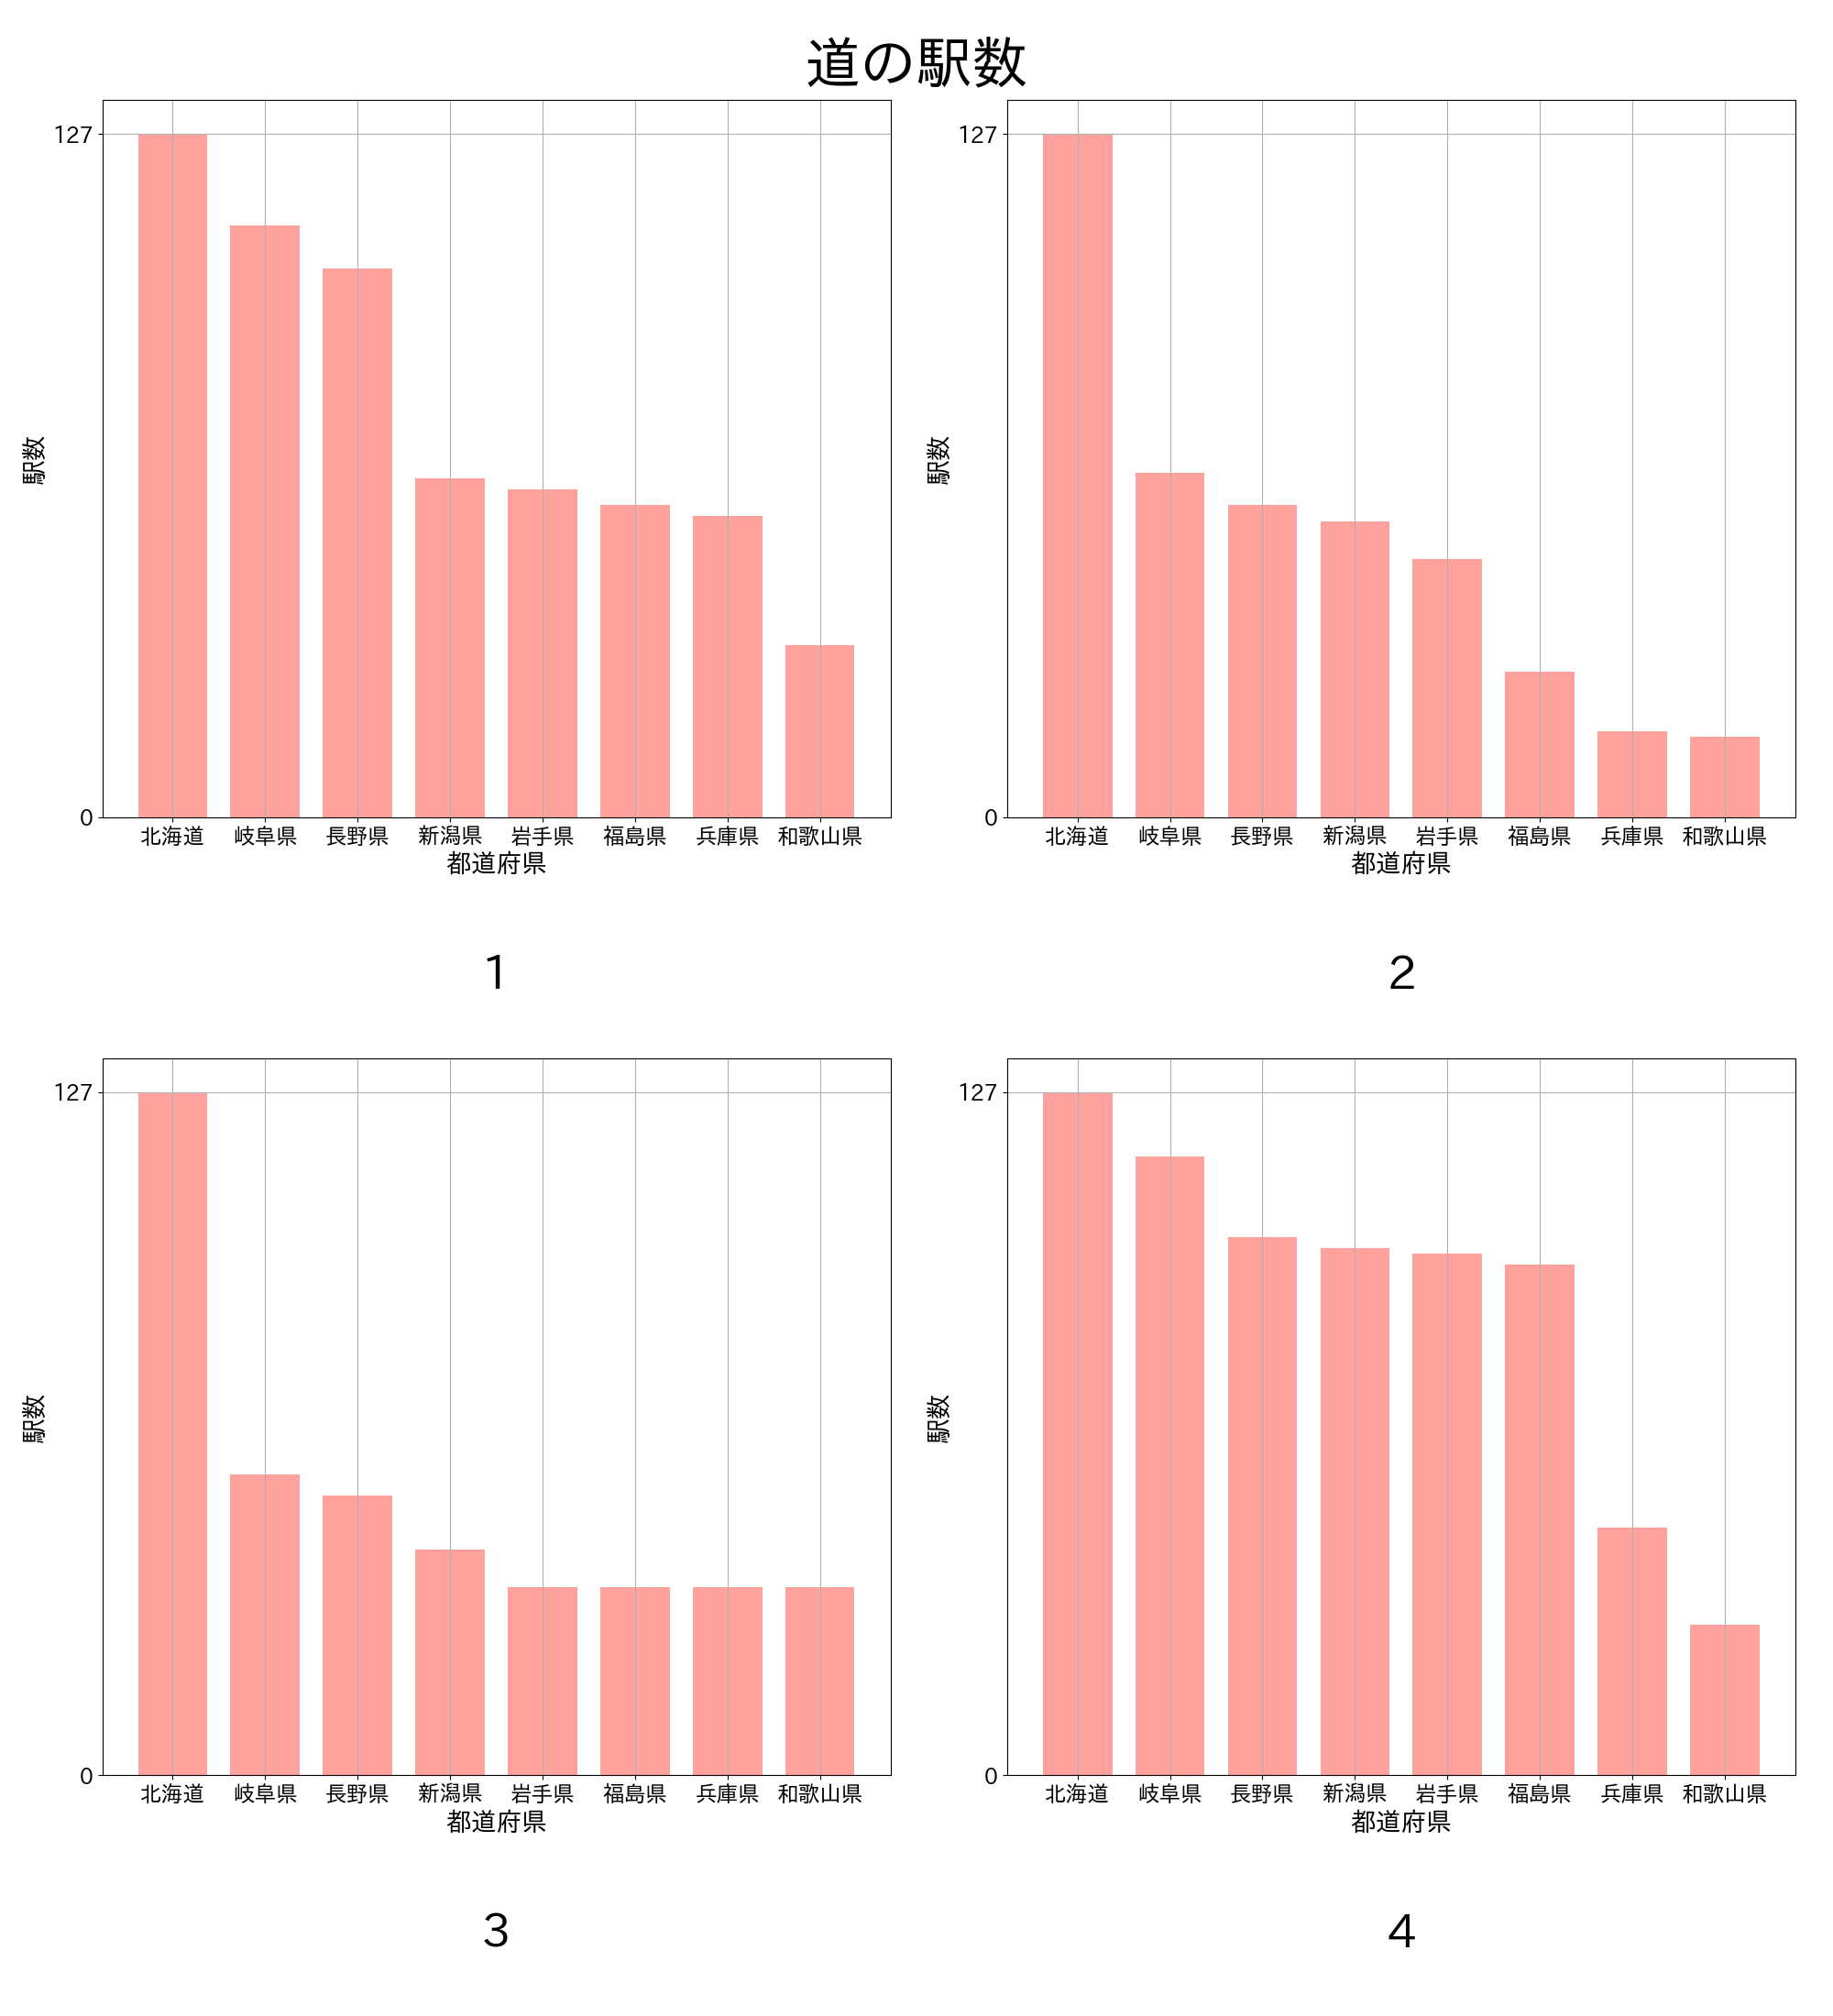 道の駅数
127
駅数
0
北海道 岐阜県 長野県 新潟県 岩手県 福島県 兵庫県 和歌山県
都道府県
1
127
駅数
0
北海道 岐阜県 長野県 新潟県 岩手県 福島県 兵庫県 和歌山県
都道府県
2
127
駅数
0
北海道 岐阜県 長野県 新潟県 岩手県 福島県 兵庫県 和歌山県
都道府県
3
127
駅数
0
北海道 岐阜県 長野県 新潟県 岩手県 福島県 兵庫県 和歌山県
都道府県
4